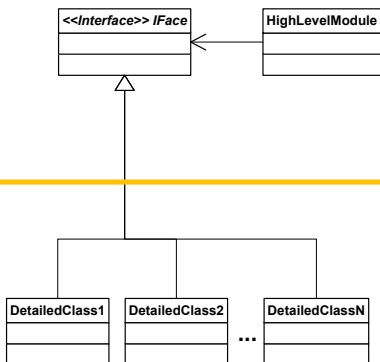 <<Interface>> IFace
HighLevelModule
DetailedClass1
DetailedClass2
...
DetailedClassN